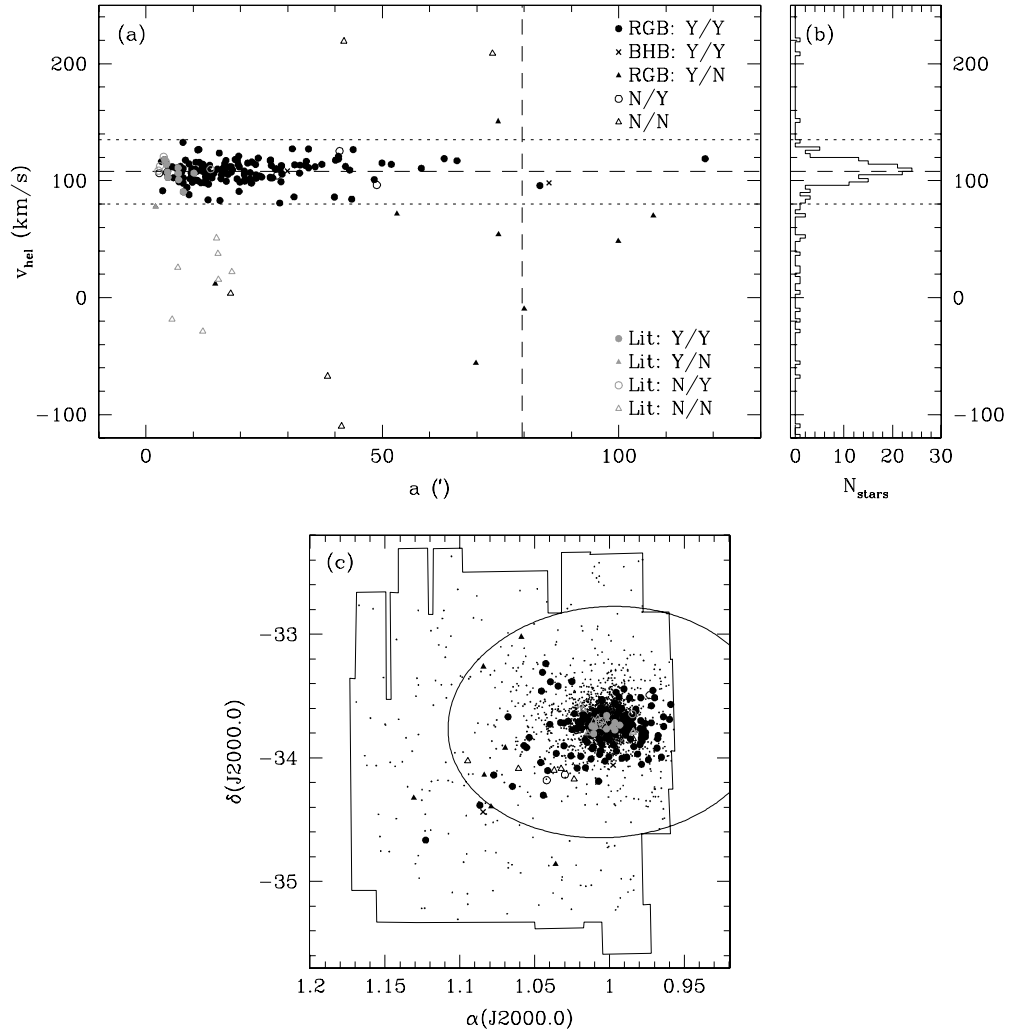 (a)
RGB: Y/Y
BHB: Y/Y
RGB: Y/N
N/Y
N/N
Lit: Y/Y
Lit: Y/N
Lit: N/Y
Lit: N/N
200
100
0
−100
v_hel (km/s)
0 50 100
a (′)
(b)
200
100
0
−100
0 10 20 30
N_stars
(c)
−33
−34
−35
δ(J2000.0)
1.2 1.15 1.1 1.05 1 0.95
α(J2000.0)